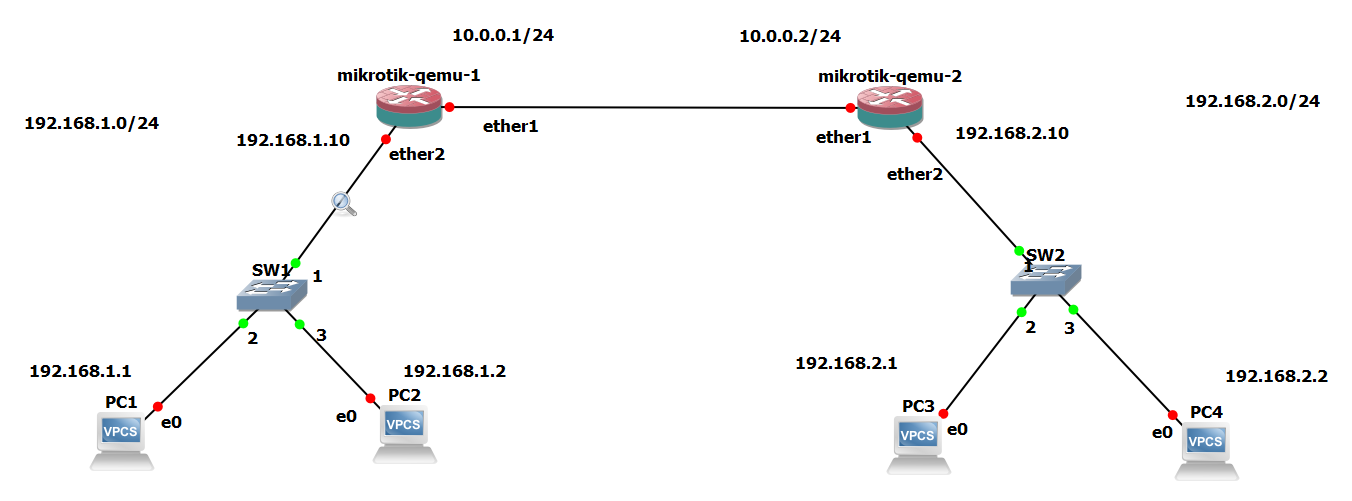 10.0.0.1/24
10.0.0.2/24
mikrotik-qemu-1
mikrotik-qemu-2
192.168.2.0/24
192.168.1.0/24
ether1
192.168.1.10
ether1
192.168.2.10
ether2
ether2
SW1
1
SW2
1
2
3
2
3
192.168.1.1
192.168.1.2
192.168.2.1
192.168.2.2
PC1
PC2
PC3
PC4
e0
e0
e0
e0
VPCS
VPCS
VPCS
VPCS